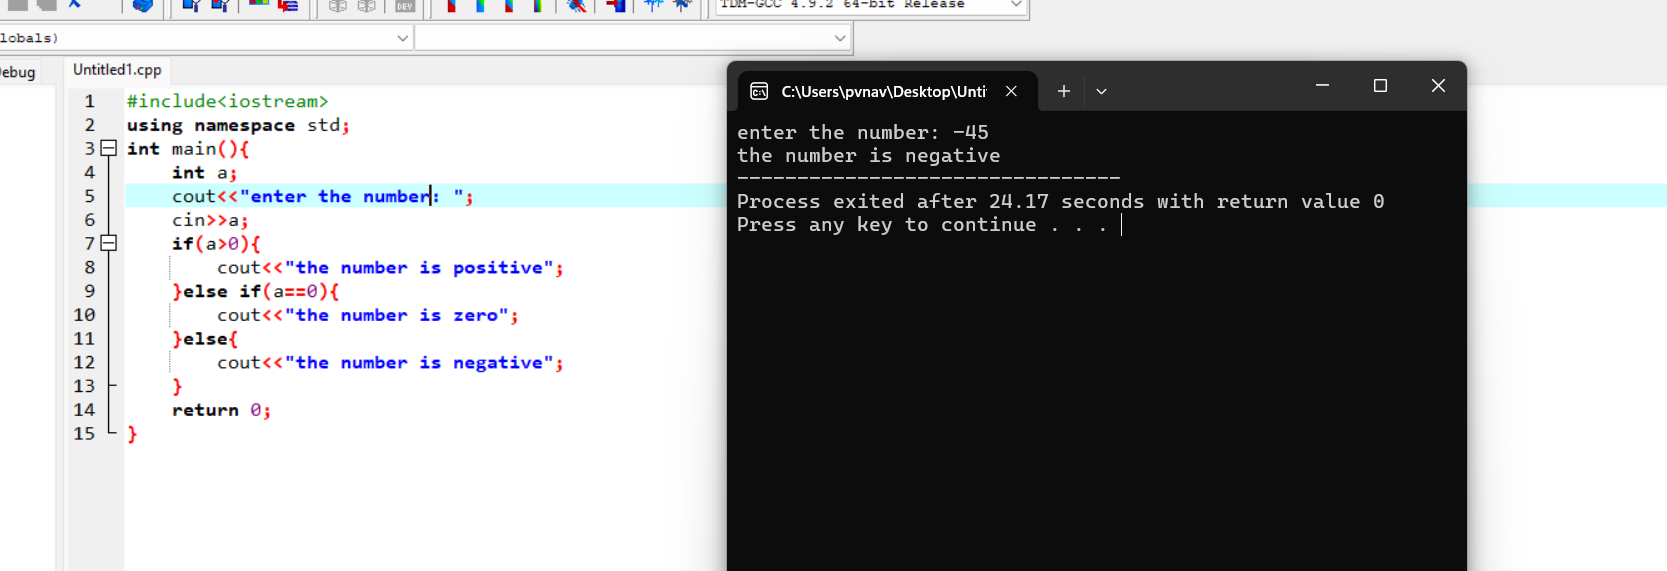 DEV
TDM-GCC 4.9.2 64-bit Release
lobals)
ebug
Untitled1.cpp
1 #include<iostream>
2 using namespace std;
3 int main(){
4 int a;
5 cout<<"enter the number: ";
6 cin>>a;
7 if(a>0){
8 cout<<"the number is positive";
9 }else if(a==0){
10 cout<<"the number is zero";
11 }else{
12 cout<<"the number is negative";
13 }
14 return 0;
15 }
C:\Users\pvnav\Desktop\Unti
enter the number: -45
the number is negative
--------------------------------
Process exited after 24.17 seconds with return value 0
Press any key to continue . . .